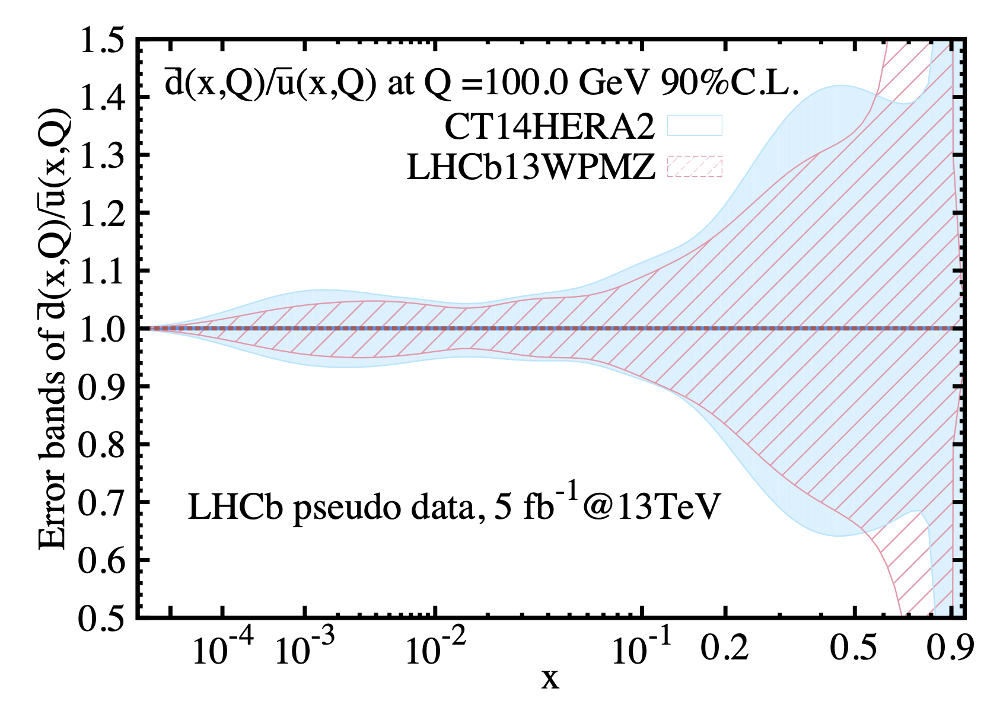 d̅(x,Q)/u̅(x,Q) at Q =100.0 GeV 90%C.L.
CT14HERA2
LHCb13WPMZ
LHCb pseudo data, 5 fb⁻¹@13TeV
Error bands of d̅(x,Q)/u̅(x,Q)
1.5
1.4
1.3
1.2
1.1
1.0
0.9
0.8
0.7
0.6
0.5
10⁻⁴ 10⁻³ 10⁻² 10⁻¹ 0.2 0.5 0.9
x